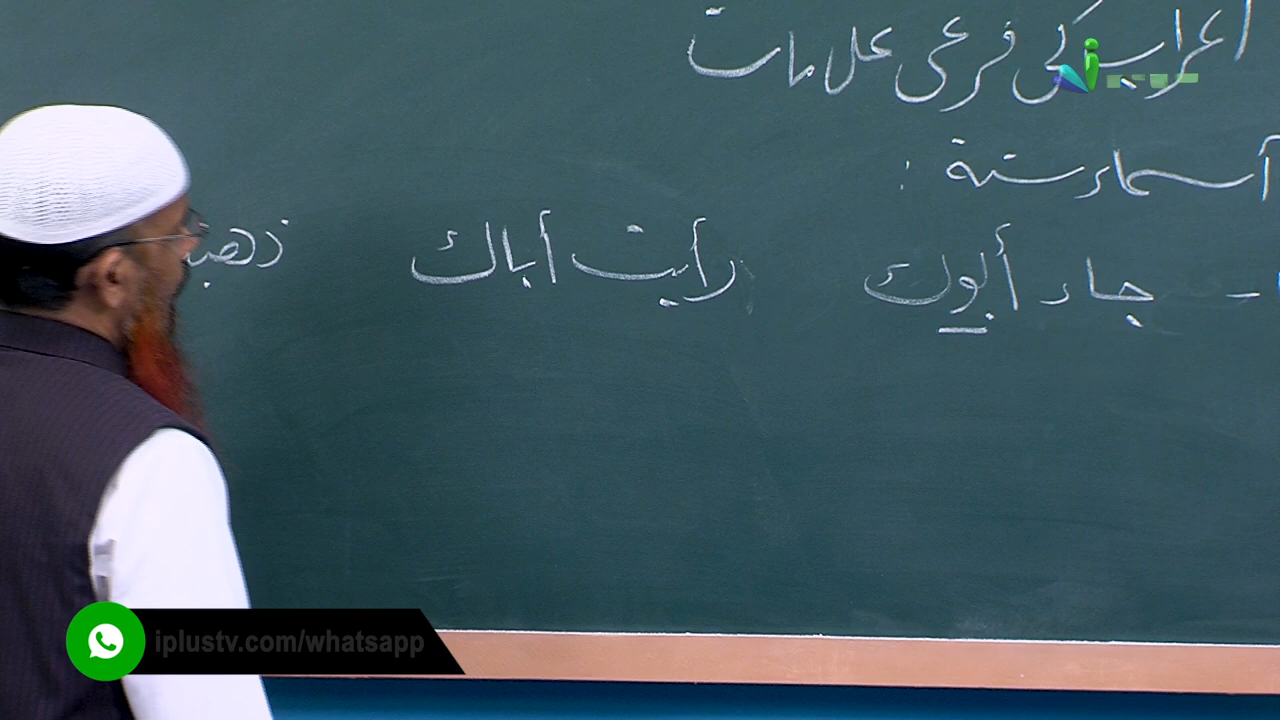 اعراب کی فرعی علامات
أسماء ستة :
– جاء أبوك رأيت أباك ذهب
iplustv.com/whatsapp